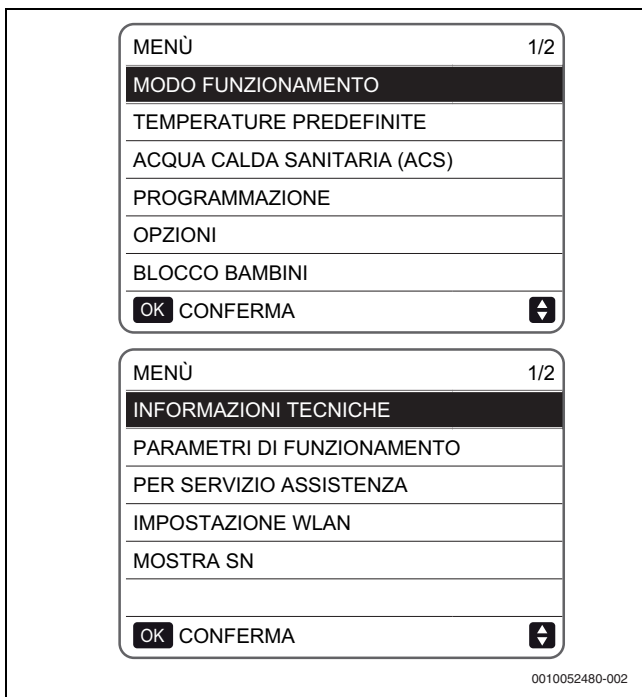 MENÙ 1/2
MODO FUNZIONAMENTO
TEMPERATURE PREDEFINITE
ACQUA CALDA SANITARIA (ACS)
PROGRAMMAZIONE
OPZIONI
BLOCCO BAMBINI
OK CONFERMA
MENÙ 1/2
INFORMAZIONI TECNICHE
PARAMETRI DI FUNZIONAMENTO
PER SERVIZIO ASSISTENZA
IMPOSTAZIONE WLAN
MOSTRA SN
OK CONFERMA
0010052480-002